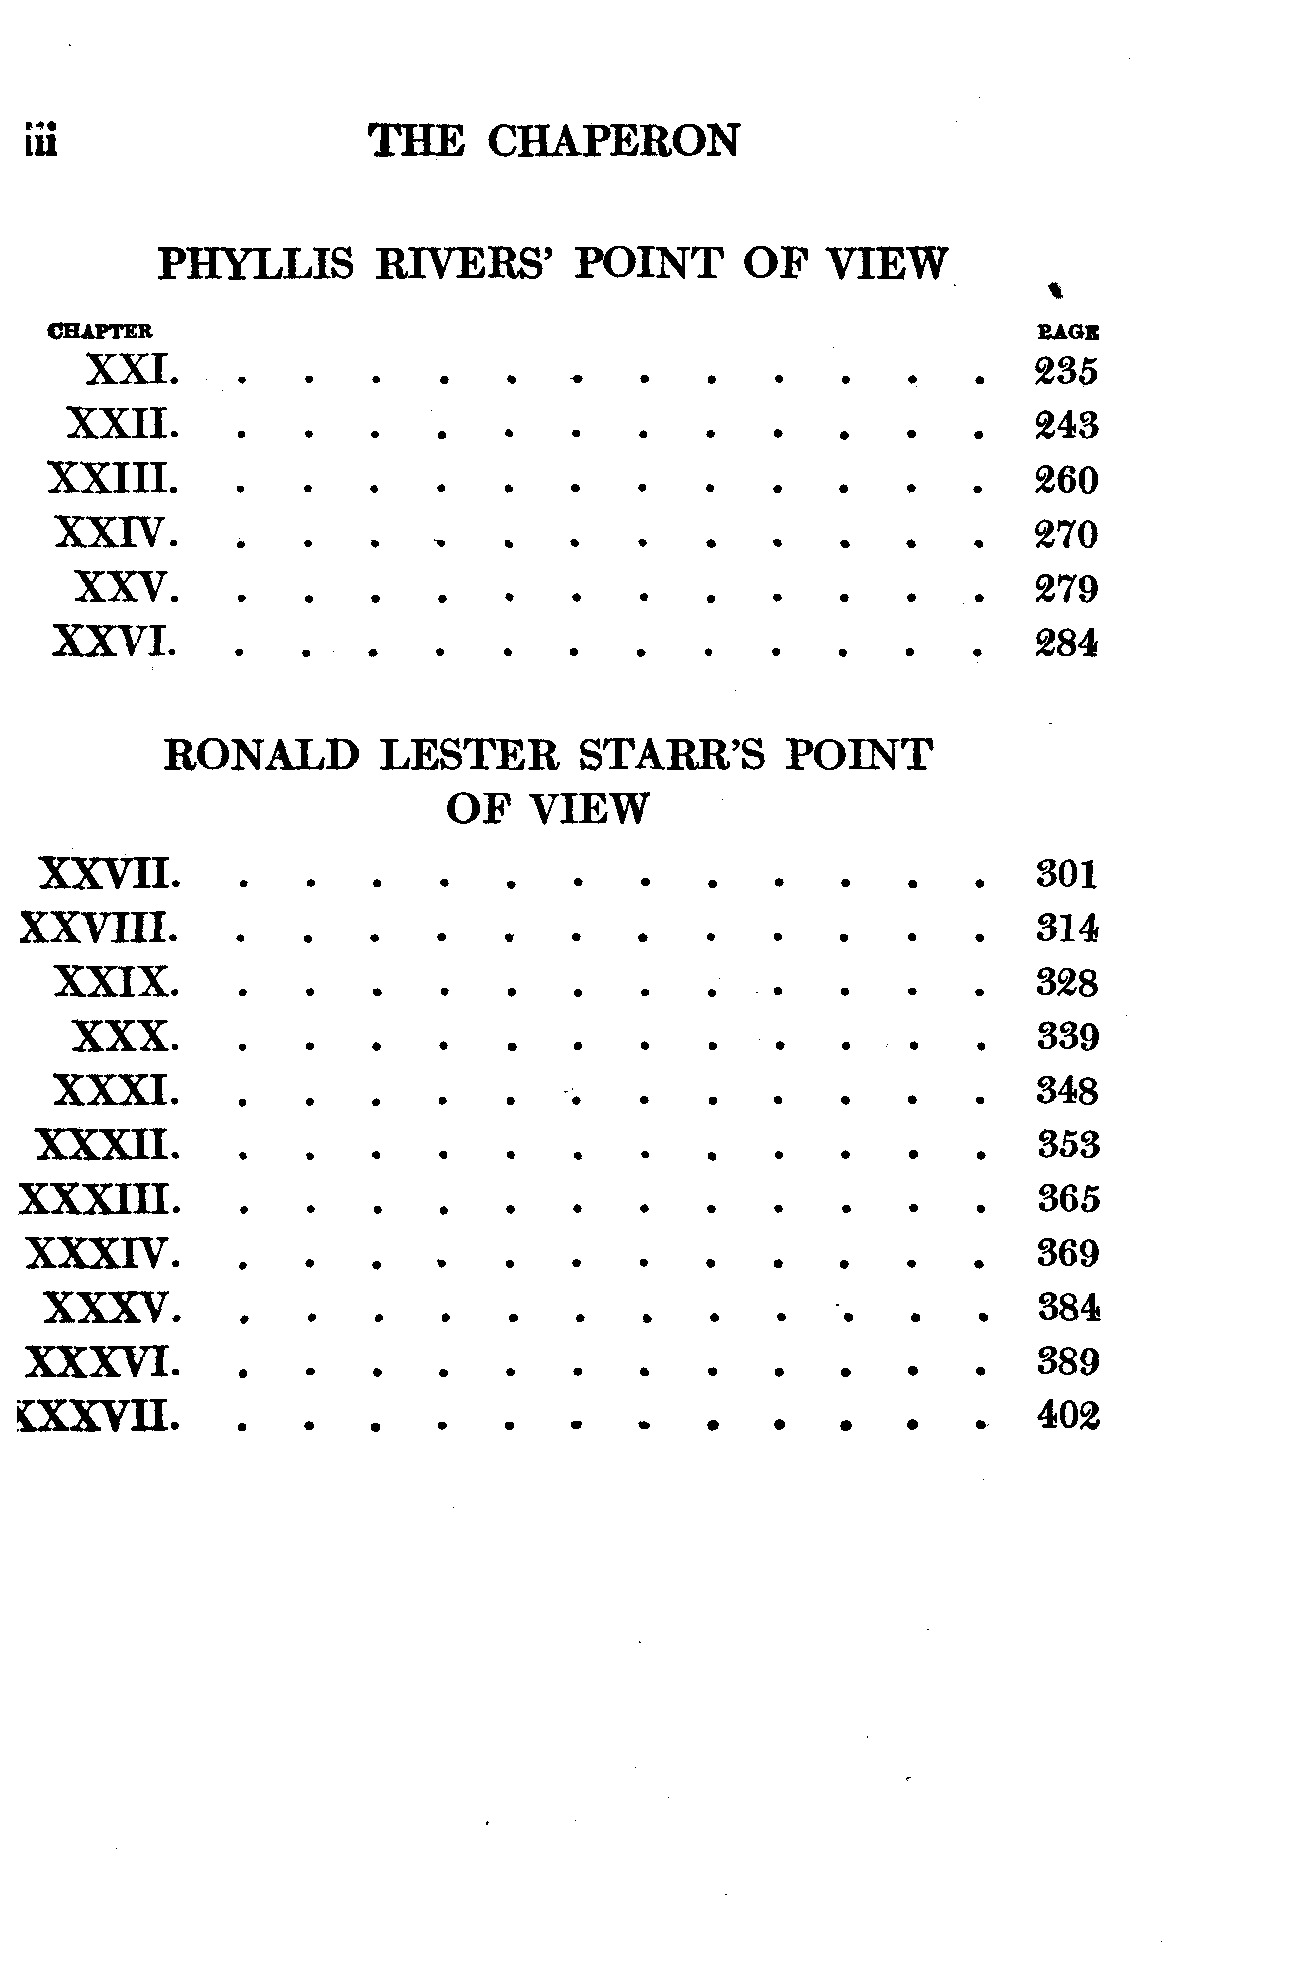 iii THE CHAPERON
PHYLLIS RIVERS' POINT OF VIEW
CHAPTER PAGE
XXI. . . . . . . . . . . . . 235
XXII. . . . . . . . . . . . . 243
XXIII. . . . . . . . . . . . . 260
XXIV. . . . . . . . . . . . . 270
XXV. . . . . . . . . . . . . 279
XXVI. . . . . . . . . . . . . 284
RONALD LESTER STARR'S POINT
OF VIEW
XXVII. . . . . . . . . . . . . 301
XXVIII. . . . . . . . . . . . . 314
XXIX. . . . . . . . . . . . . 328
XXX. . . . . . . . . . . . . 339
XXXI. . . . . . . . . . . . . 348
XXXII. . . . . . . . . . . . . 353
XXXIII. . . . . . . . . . . . . 365
XXXIV. . . . . . . . . . . . . 369
XXXV. . . . . . . . . . . . . 384
XXXVI. . . . . . . . . . . . . 389
XXXVII. . . . . . . . . . . . . 402